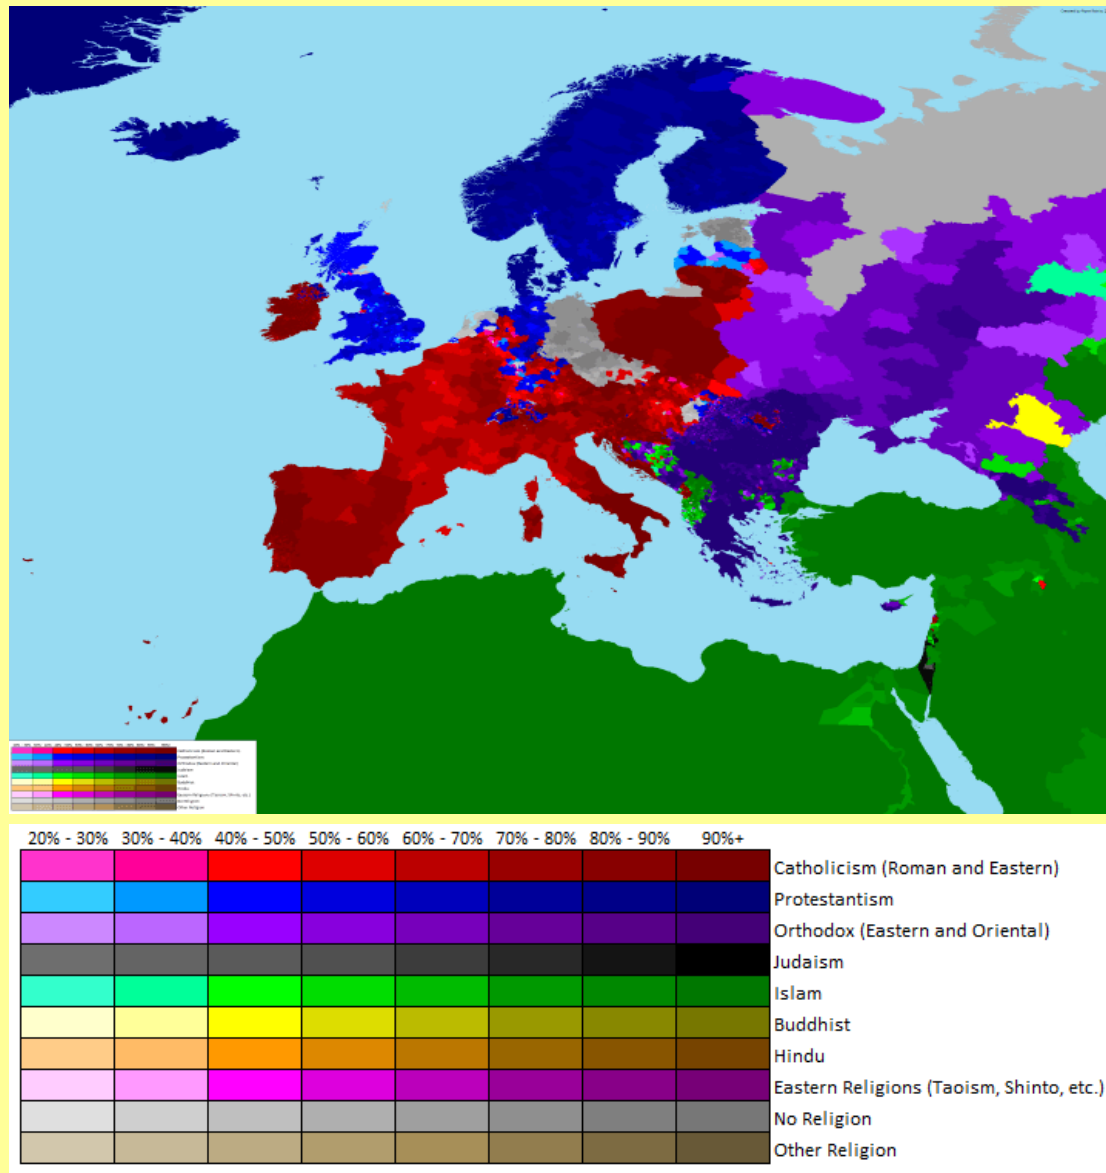 20% - 30% 30% - 40% 40% - 50% 50% - 60% 60% - 70% 70% - 80% 80% - 90% 90%+
Catholicism (Roman and Eastern)
Protestantism
Orthodox (Eastern and Oriental)
Judaism
Islam
Buddhist
Hindu
Eastern Religions (Taoism, Shinto, etc.)
No Religion
Other Religion